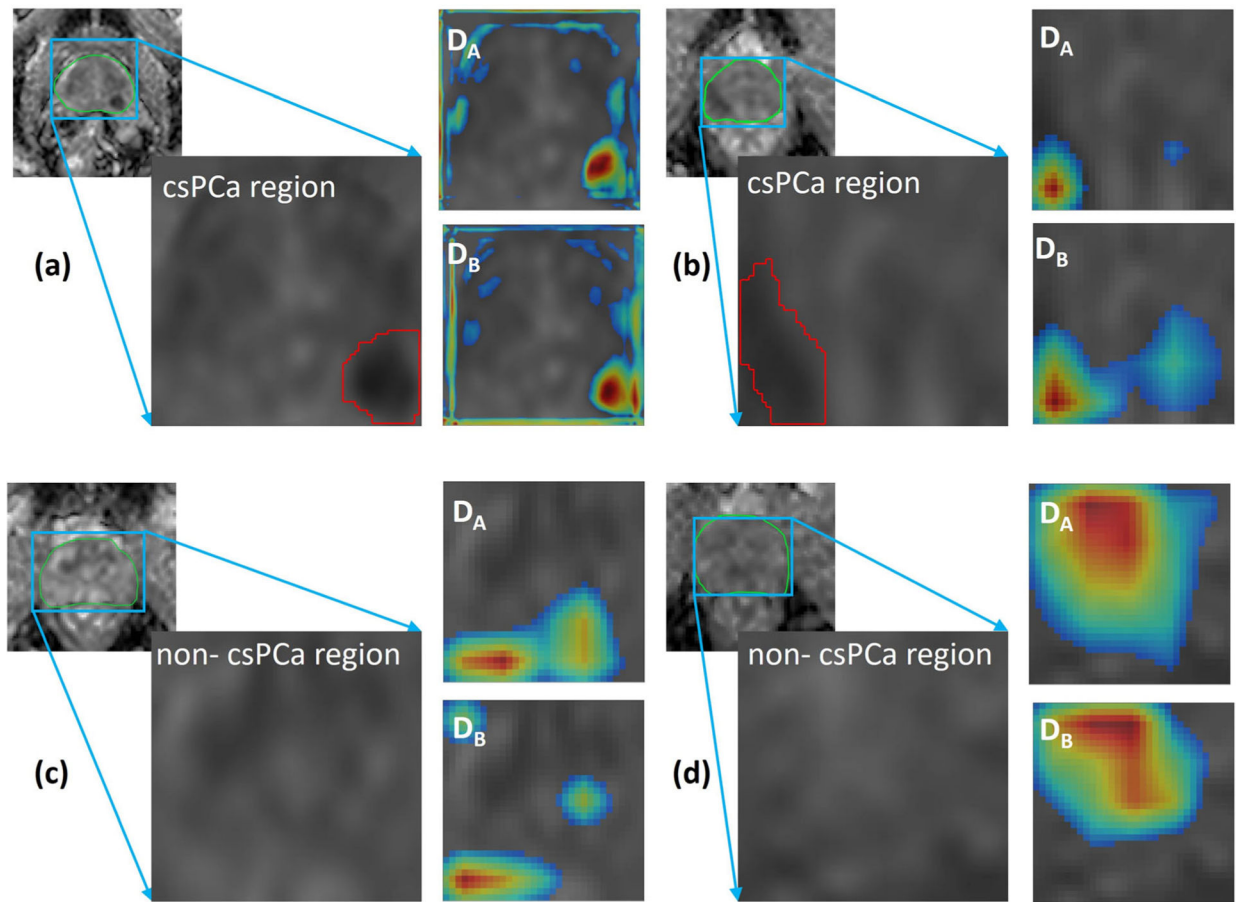 D_A
csPCa region
D_B
(a)
D_A
csPCa region
D_B
(b)
D_A
non- csPCa region
D_B
(c)
D_A
non- csPCa region
D_B
(d)